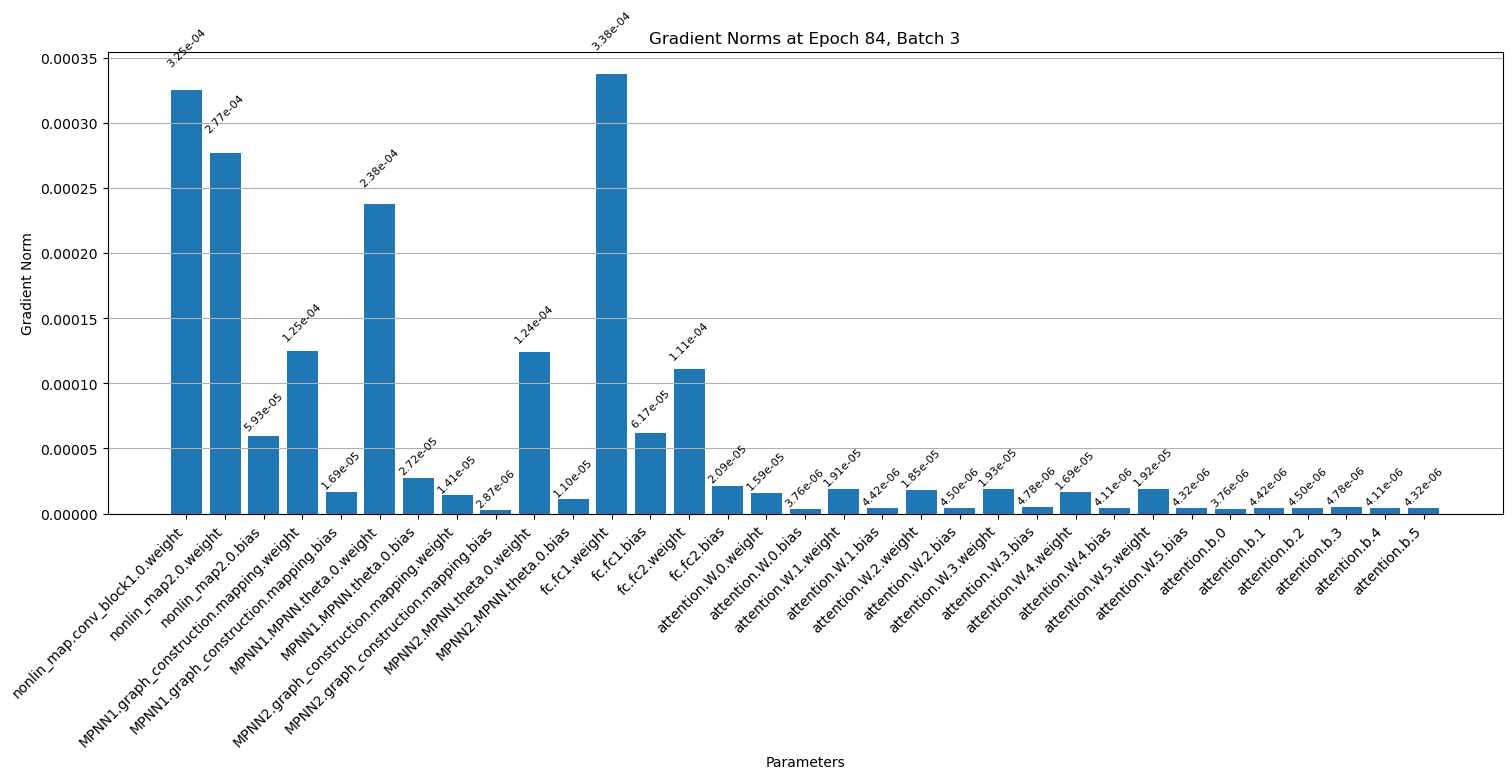 Gradient Norms at Epoch 84, Batch 3
Gradient Norm
0.00035
0.00030
0.00025
0.00020
0.00015
0.00010
0.00005
0.00000
3.25e-04
2.77e-04
5.93e-05
1.25e-04
1.69e-05
2.38e-04
2.72e-05
1.41e-05
2.87e-06
1.24e-04
1.10e-05
3.38e-04
6.17e-05
1.11e-04
2.09e-05
1.59e-05
3.76e-06
1.91e-05
4.42e-06
1.85e-05
4.50e-06
1.93e-05
4.78e-06
1.69e-05
4.11e-06
1.92e-05
4.32e-06
3.76e-06
4.42e-06
4.50e-06
4.78e-06
4.11e-06
4.32e-06
nonlin_map.conv_block1.0.weight
nonlin_map2.0.weight
nonlin_map2.0.bias
MPNN1.graph_construction.mapping.weight
MPNN1.graph_construction.mapping.bias
MPNN1.MPNN.theta.0.weight
MPNN1.MPNN.theta.0.bias
MPNN2.graph_construction.mapping.weight
MPNN2.graph_construction.mapping.bias
MPNN2.MPNN.theta.0.weight
MPNN2.MPNN.theta.0.bias
fc.fc1.weight
fc.fc1.bias
fc.fc2.weight
fc.fc2.bias
attention.W.0.weight
attention.W.0.bias
attention.W.1.weight
attention.W.1.bias
attention.W.2.weight
attention.W.2.bias
attention.W.3.weight
attention.W.3.bias
attention.W.4.weight
attention.W.4.bias
attention.W.5.weight
attention.W.5.bias
attention.b.0
attention.b.1
attention.b.2
attention.b.3
attention.b.4
attention.b.5
Parameters